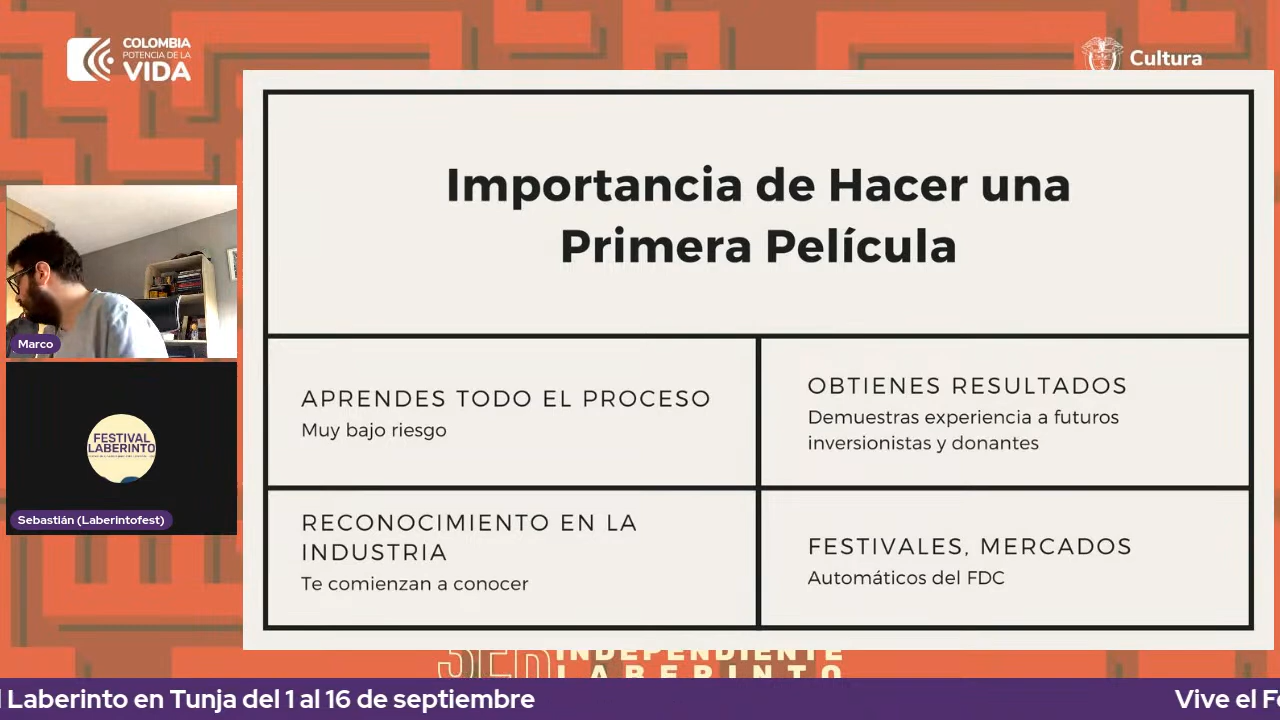 COLOMBIA
POTENCIA DE LA
VIDA
Cultura
Importancia de Hacer una
Primera Película
APRENDES TODO EL PROCESO
Muy bajo riesgo
OBTIENES RESULTADOS
Demuestras experiencia a futuros
inversionistas y donantes
RECONOCIMIENTO EN LA
INDUSTRIA
Te comienzan a conocer
FESTIVALES, MERCADOS
Automáticos del FDC
Marco
FESTIVAL
LABERINTO
Sebastián (Laberintofest)
SER INDEPENDIENTE
LABERINTO
Laberinto en Tunja del 1 al 16 de septiembre
Vive el